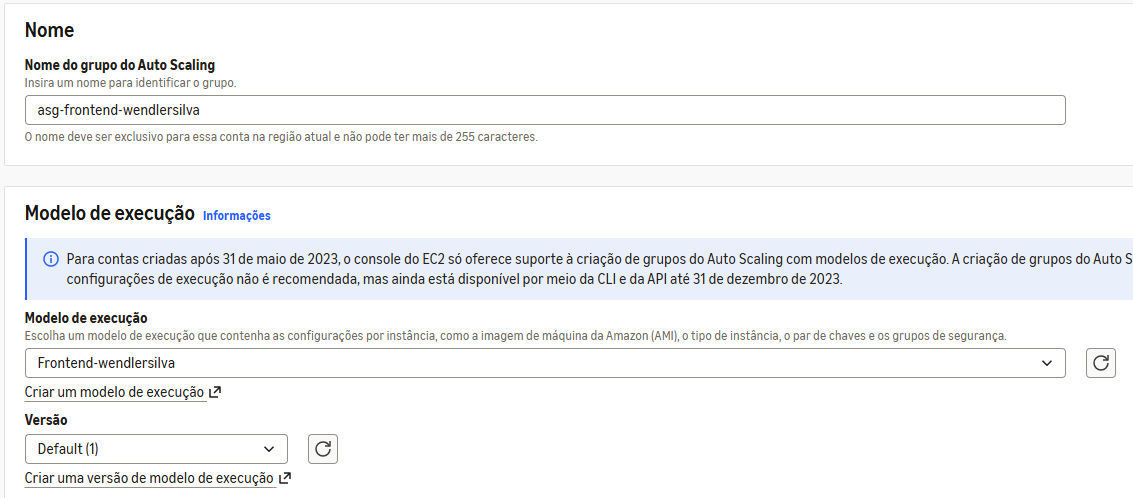 Nome
Nome do grupo do Auto Scaling
Insira um nome para identificar o grupo.
asg-frontend-wendlersilva
O nome deve ser exclusivo para essa conta na região atual e não pode ter mais de 255 caracteres.
Modelo de execução Informações
Para contas criadas após 31 de maio de 2023, o console do EC2 só oferece suporte à criação de grupos do Auto Scaling com modelos de execução. A criação de grupos do Auto S
configurações de execução não é recomendada, mas ainda está disponível por meio da CLI e da API até 31 de dezembro de 2023.
Modelo de execução
Escolha um modelo de execução que contenha as configurações por instância, como a imagem de máquina da Amazon (AMI), o tipo de instância, o par de chaves e os grupos de segurança.
Frontend-wendlersilva
Criar um modelo de execução
Versão
Default (1)
Criar uma versão de modelo de execução